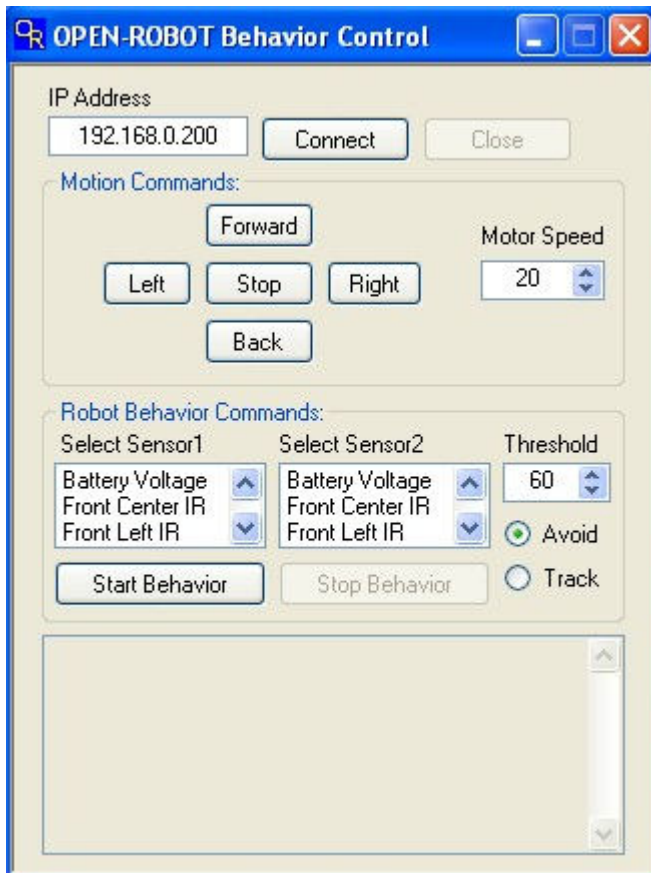 OR OPEN-ROBOT Behavior Control
IP Address
192.168.0.200 Connect Close
Motion Commands:
Forward
Motor Speed
Left Stop Right 20
Back
Robot Behavior Commands:
Select Sensor1 Select Sensor2 Threshold
Battery Voltage Battery Voltage 60
Front Center IR Front Center IR
Front Left IR Front Left IR Avoid
Start Behavior Stop Behavior Track